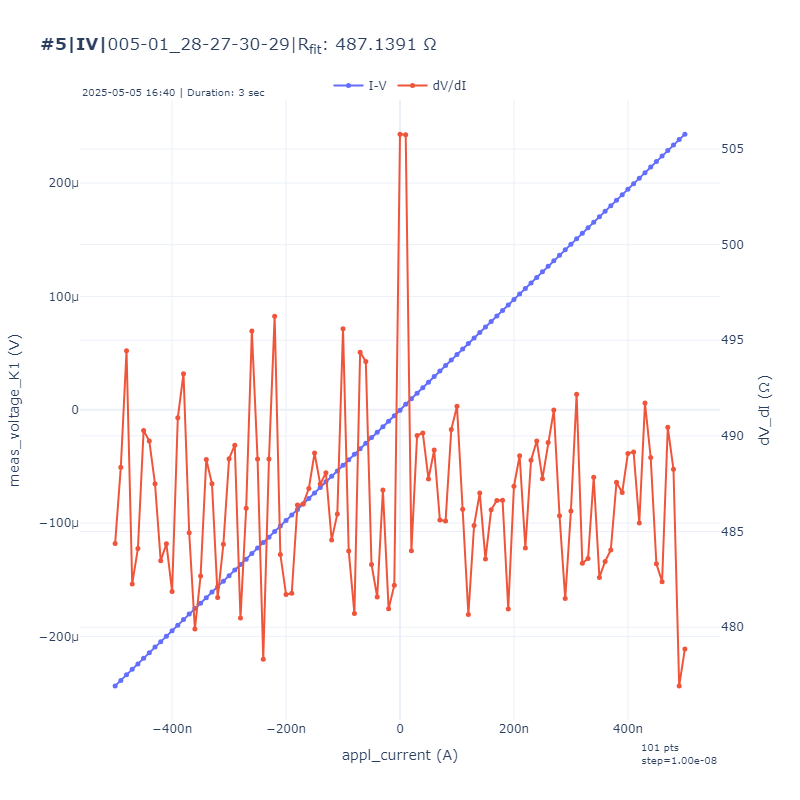 #5|IV|005-01_28-27-30-29|Rfit: 487.1391 Ω
2025-05-05 16:40 | Duration: 3 sec
I-V
dV/dI
200μ
100μ
0
−100μ
−200μ
505
500
495
490
485
480
−400n
−200n
0
200n
400n
meas_voltage_K1 (V)
dV_dI (Ω)
appl_current (A)
101 pts
step=1.00e-08